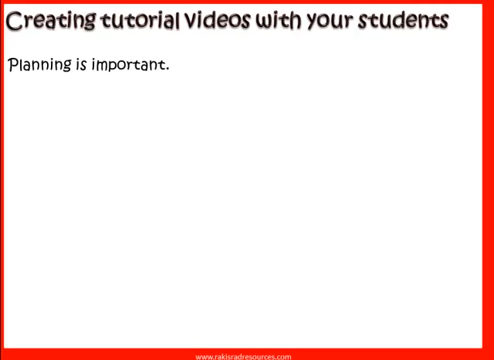 Creating tutorial videos with your students
Planning is important.
www.rakisradresources.com